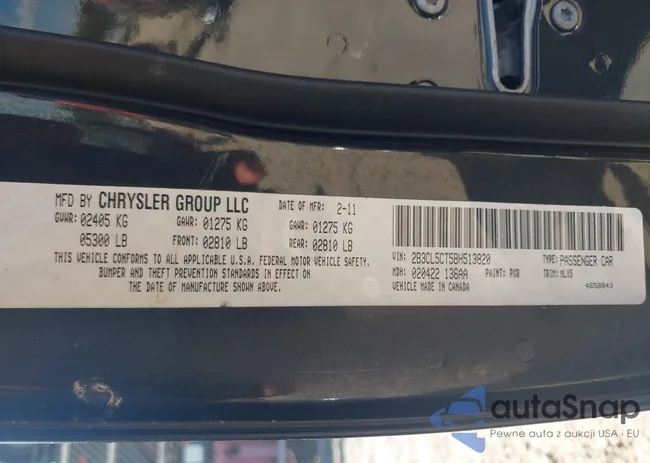 MFD BY CHRYSLER GROUP LLC DATE OF MFR: 2-11
GVWR: 02405 KG GAWR: 01275 KG GAWR: 01275 KG
05300 LB FRONT: 02810 LB REAR: 02810 LB
THIS VEHICLE CONFORMS TO ALL APPLICABLE U.S.A. FEDERAL MOTOR VEHICLE SAFETY,
BUMPER AND THEFT PREVENTION STANDARDS IN EFFECT ON
THE DATE OF MANUFACTURE SHOWN ABOVE.
VIN: 2B3CL5CT5BH513820 TYPE: PASSENGER CAR
MDH: 020422 136AA PAINT: PXR TRIM: MLX5
VEHICLE MADE IN CANADA 4658843
autaSnap
Pewne auta z aukcji USA i EU